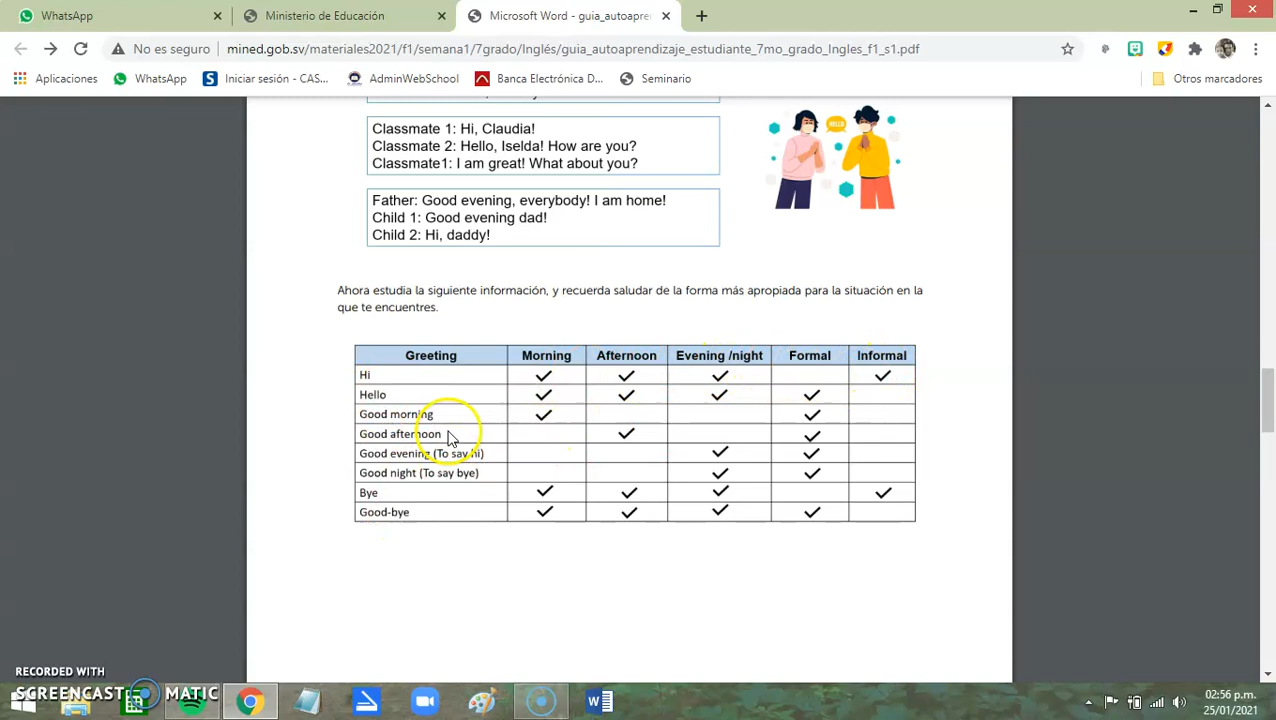 WhatsApp
Ministerio de Educación
Microsoft Word - guia_autoapren
No es seguro
mined.gob.sv/materiales2021/f1/semana1/7grado/Inglés/guia_autoaprendizaje_estudiante_7mo_grado_Ingles_f1_s1.pdf
Aplicaciones
WhatsApp
Iniciar sesión - CAS...
AdminWebSchool
Banca Electrónica D...
Seminario
Otros marcadores
Classmate 1: Hi, Claudia!
Classmate 2: Hello, Iselda! How are you?
Classmate1: I am great! What about you?
HELLO
Father: Good evening, everybody! I am home!
Child 1: Good evening dad!
Child 2: Hi, daddy!
Ahora estudia la siguiente información, y recuerda saludar de la forma más apropiada para la situación en la
que te encuentres.
Greeting Morning Afternoon Evening /night Formal Informal
Hi ✓ ✓ ✓ ✓
Hello ✓ ✓ ✓ ✓
Good morning ✓ ✓
Good afternoon ✓ ✓
Good evening (To say hi) ✓ ✓
Good night (To say bye) ✓ ✓
Bye ✓ ✓ ✓ ✓
Good-bye ✓ ✓ ✓ ✓
RECORDED WITH
SCREENCAST MATIC
02:56 p.m.
25/01/2021